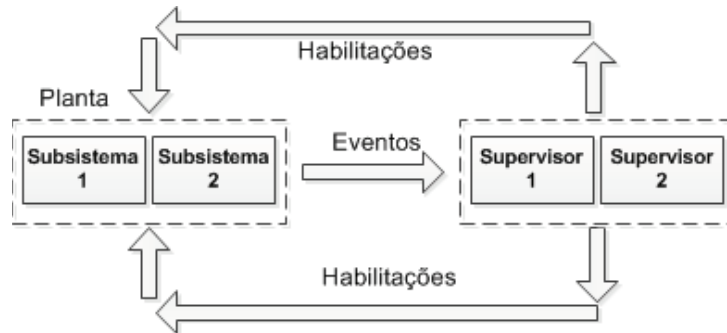 Habilitações
Planta
Subsistema
1
Subsistema
2
Eventos
Supervisor
1
Supervisor
2
Habilitações